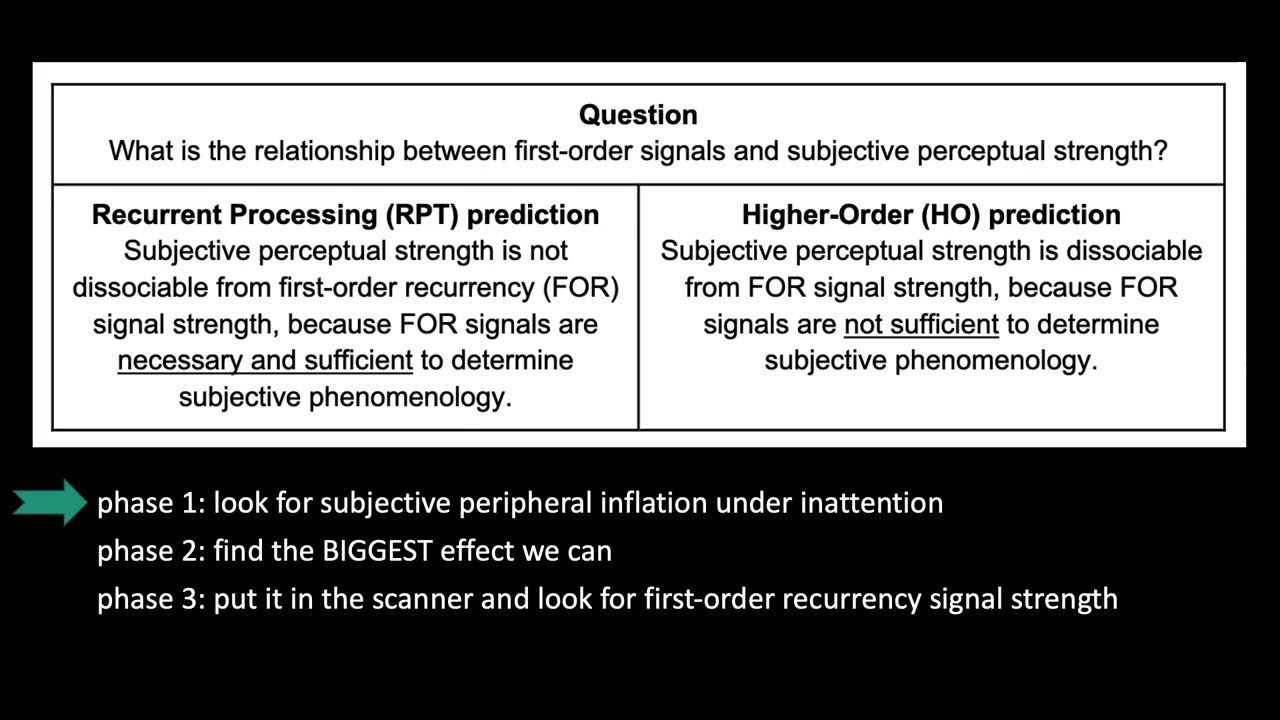 Question
What is the relationship between first-order signals and subjective perceptual strength?
Recurrent Processing (RPT) prediction
Subjective perceptual strength is not
dissociable from first-order recurrency (FOR)
signal strength, because FOR signals are
necessary and sufficient to determine
subjective phenomenology.
Higher-Order (HO) prediction
Subjective perceptual strength is dissociable
from FOR signal strength, because FOR
signals are not sufficient to determine
subjective phenomenology.
phase 1: look for subjective peripheral inflation under inattention
phase 2: find the BIGGEST effect we can
phase 3: put it in the scanner and look for first-order recurrency signal strength